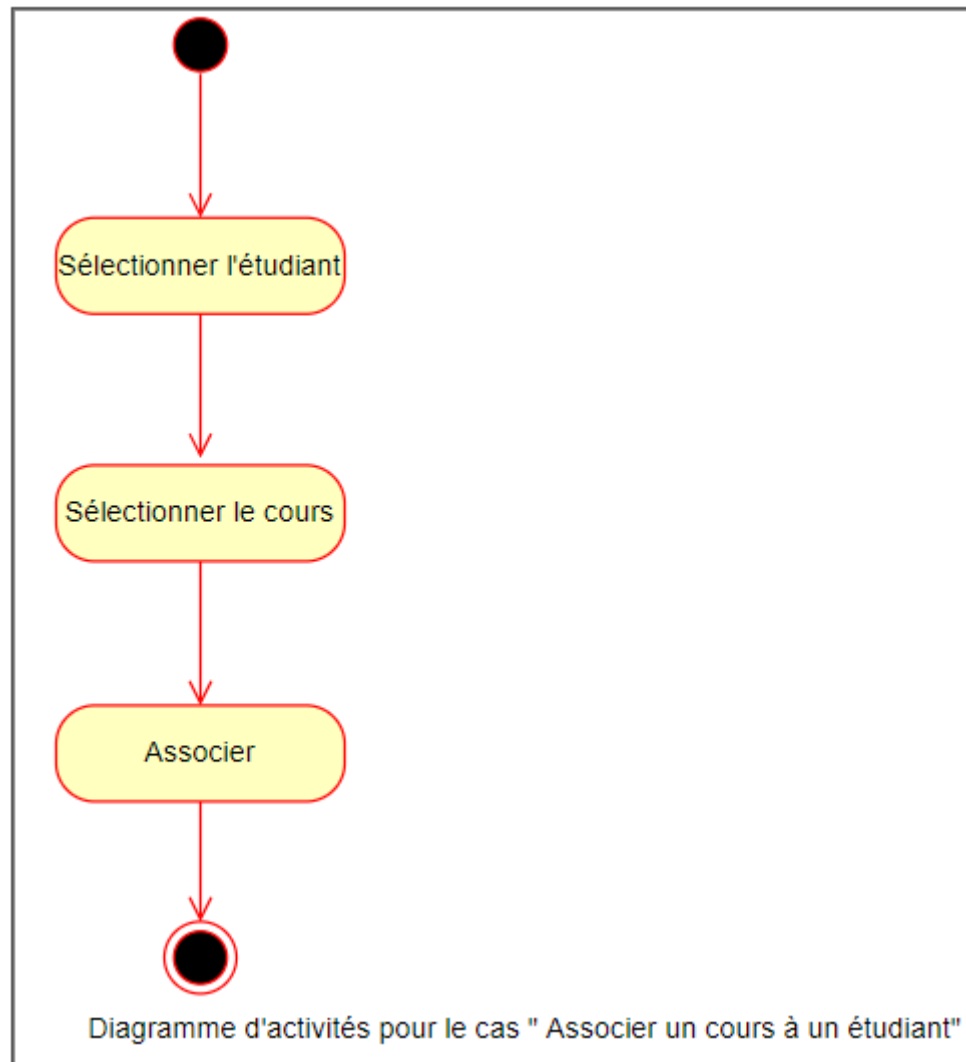 Sélectionner l'étudiant
Sélectionner le cours
Associer
Diagramme d'activités pour le cas " Associer un cours à un étudiant"